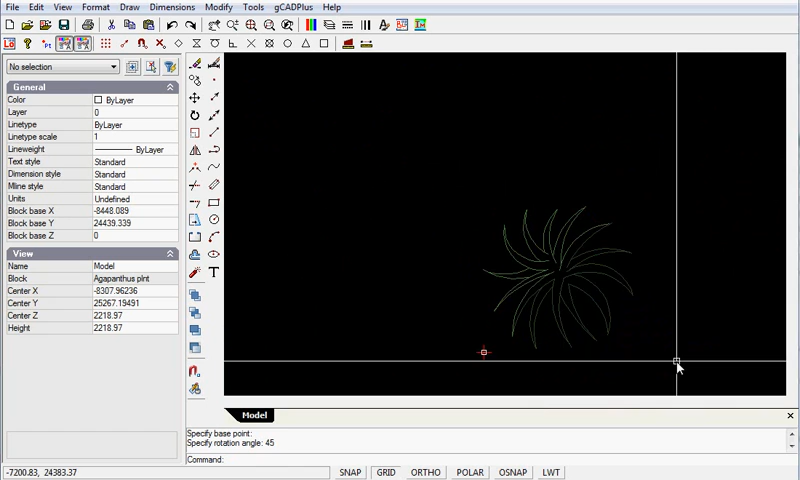 File Edit View Format Draw Dimensions Modify Tools gCADPlus Help
No selection
General
Color ByLayer
Layer 0
Linetype ByLayer
Linetype scale 1
Lineweight ByLayer
Text style Standard
Dimension style Standard
Mline style Standard
Units Undefined
Block base X -8448.089
Block base Y 24439.339
Block base Z 0
View
Name Model
Block Agapanthus plnt
Center X -8307.96236
Center Y 25267.19491
Center Z 2218.97
Height 2218.97
Model
Specify base point:
Specify rotation angle: 45
Command:
-7200.83, 24383.37 SNAP GRID ORTHO POLAR OSNAP LWT